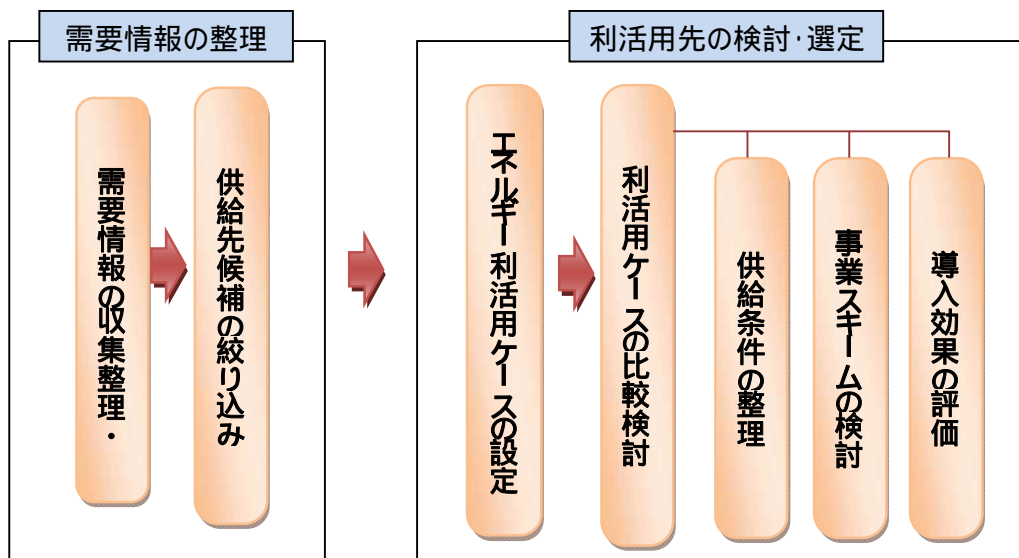 需要情報の整理
需要情報の収集整理・
供給先候補の絞り込み
利活用先の検討・選定
エネルギー利活用ケースの設定
利活用ケースの比較検討
供給条件の整理
事業スキームの検討
導入効果の評価